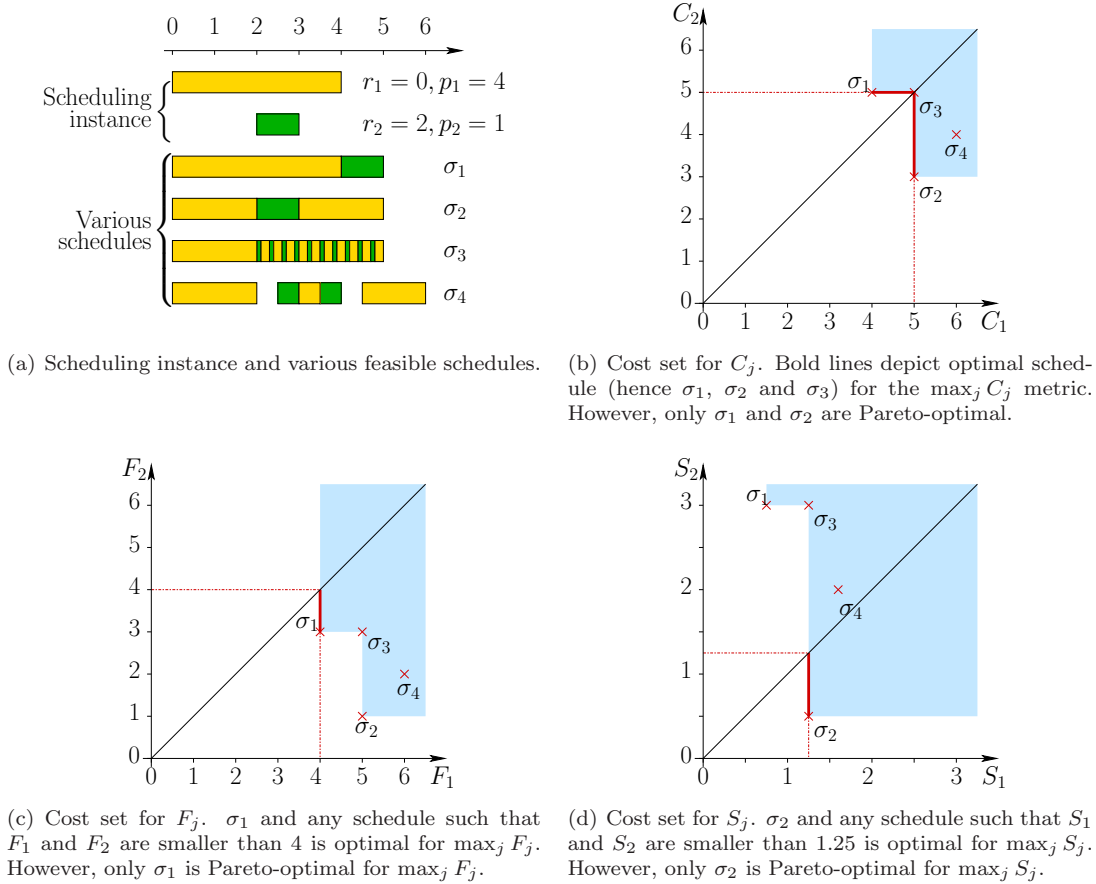 0 1 2 3 4 5 6
Scheduling
instance
r₁ = 0, p₁ = 4
r₂ = 2, p₂ = 1
Various
schedules
σ₁
σ₂
σ₃
σ₄
(a) Scheduling instance and various feasible schedules.
C₂
6
5
4
3
2
1
0
σ₁
σ₃
σ₄
σ₂
0 1 2 3 4 5 6 C₁
(b) Cost set for Cⱼ. Bold lines depict optimal sched-
ule (hence σ₁, σ₂ and σ₃) for the maxⱼ Cⱼ metric.
However, only σ₁ and σ₂ are Pareto-optimal.
F₂
6
5
4
3
2
1
0
σ₁
σ₃
σ₄
σ₂
0 1 2 3 4 5 6 F₁
(c) Cost set for Fⱼ. σ₁ and any schedule such that
F₁ and F₂ are smaller than 4 is optimal for maxⱼ Fⱼ.
However, only σ₁ is Pareto-optimal for maxⱼ Fⱼ.
S₂
3
2
1
0
σ₁
σ₃
σ₄
σ₂
0 1 2 3 S₁
(d) Cost set for Sⱼ. σ₂ and any schedule such that S₁
and S₂ are smaller than 1.25 is optimal for maxⱼ Sⱼ.
However, only σ₂ is Pareto-optimal for maxⱼ Sⱼ.